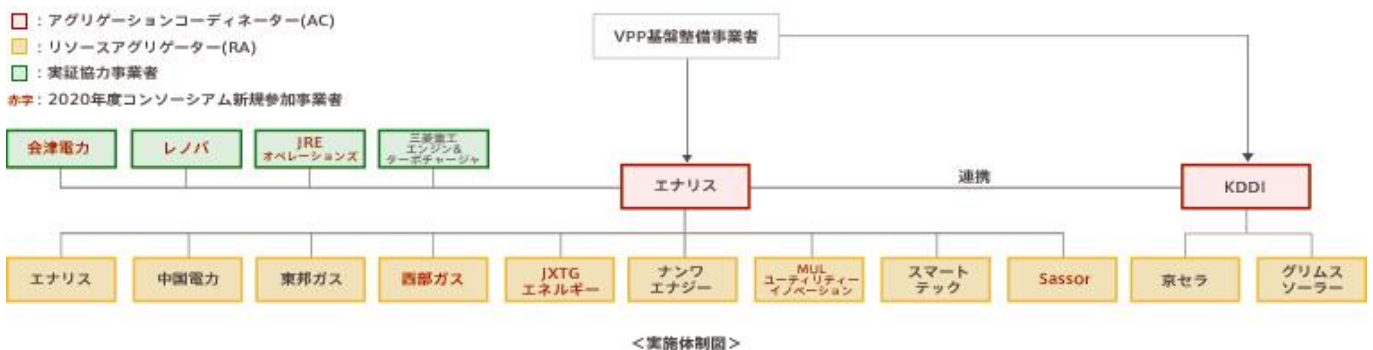 ：アグリゲーションコーディネーター(AC)
：リソースアグリゲーター(RA)
：実証協力事業者
赤字：2020年度コンソーシアム新規参加事業者
VPP基盤整備事業者
会津電力
レノバ
JRE
オペレーションズ
三菱重工
エンジン&
ターボチャージャ
エナリス
連携
KDDI
エナリス
中国電力
東邦ガス
西部ガス
JXTG
エネルギー
ナンワ
エナジー
MUL
ユーティリティー
イノベーション
スマート
テック
Sassor
京セラ
グリムス
ソーラー
＜実施体制図＞